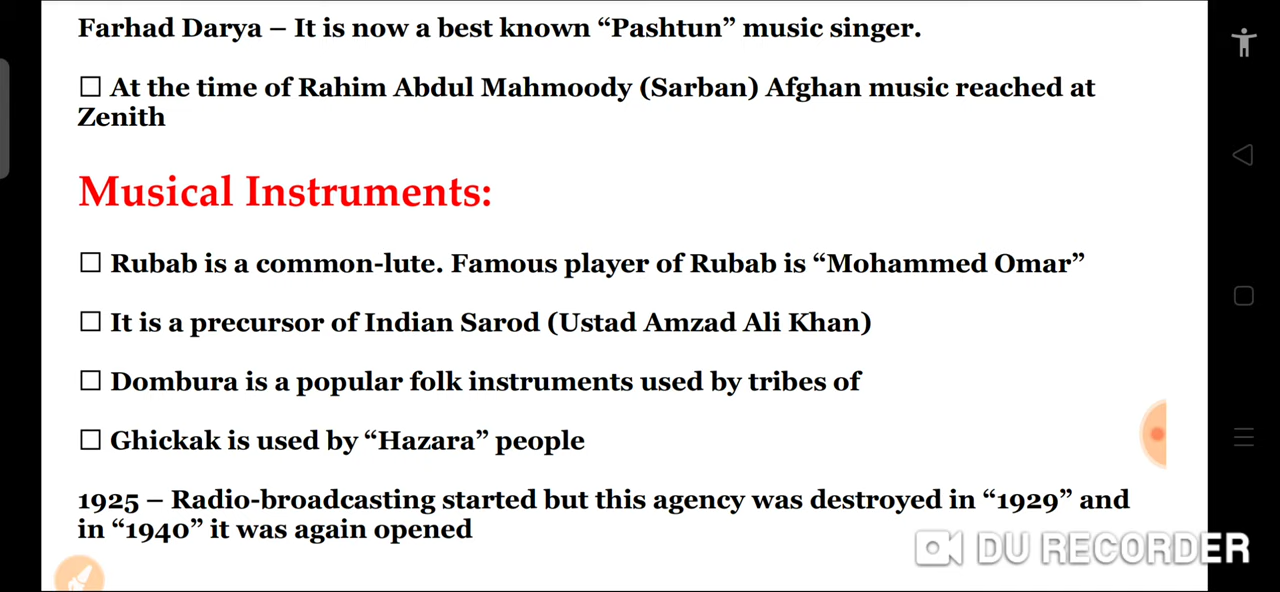 Farhad Darya – It is now a best known “Pashtun” music singer.
☐ At the time of Rahim Abdul Mahmoody (Sarban) Afghan music reached at
Zenith
Musical Instruments:
☐ Rubab is a common-lute. Famous player of Rubab is “Mohammed Omar”
☐ It is a precursor of Indian Sarod (Ustad Amzad Ali Khan)
☐ Dombura is a popular folk instruments used by tribes of
☐ Ghickak is used by “Hazara” people
1925 – Radio-broadcasting started but this agency was destroyed in “1929” and
in “1940” it was again opened
DU RECORDER